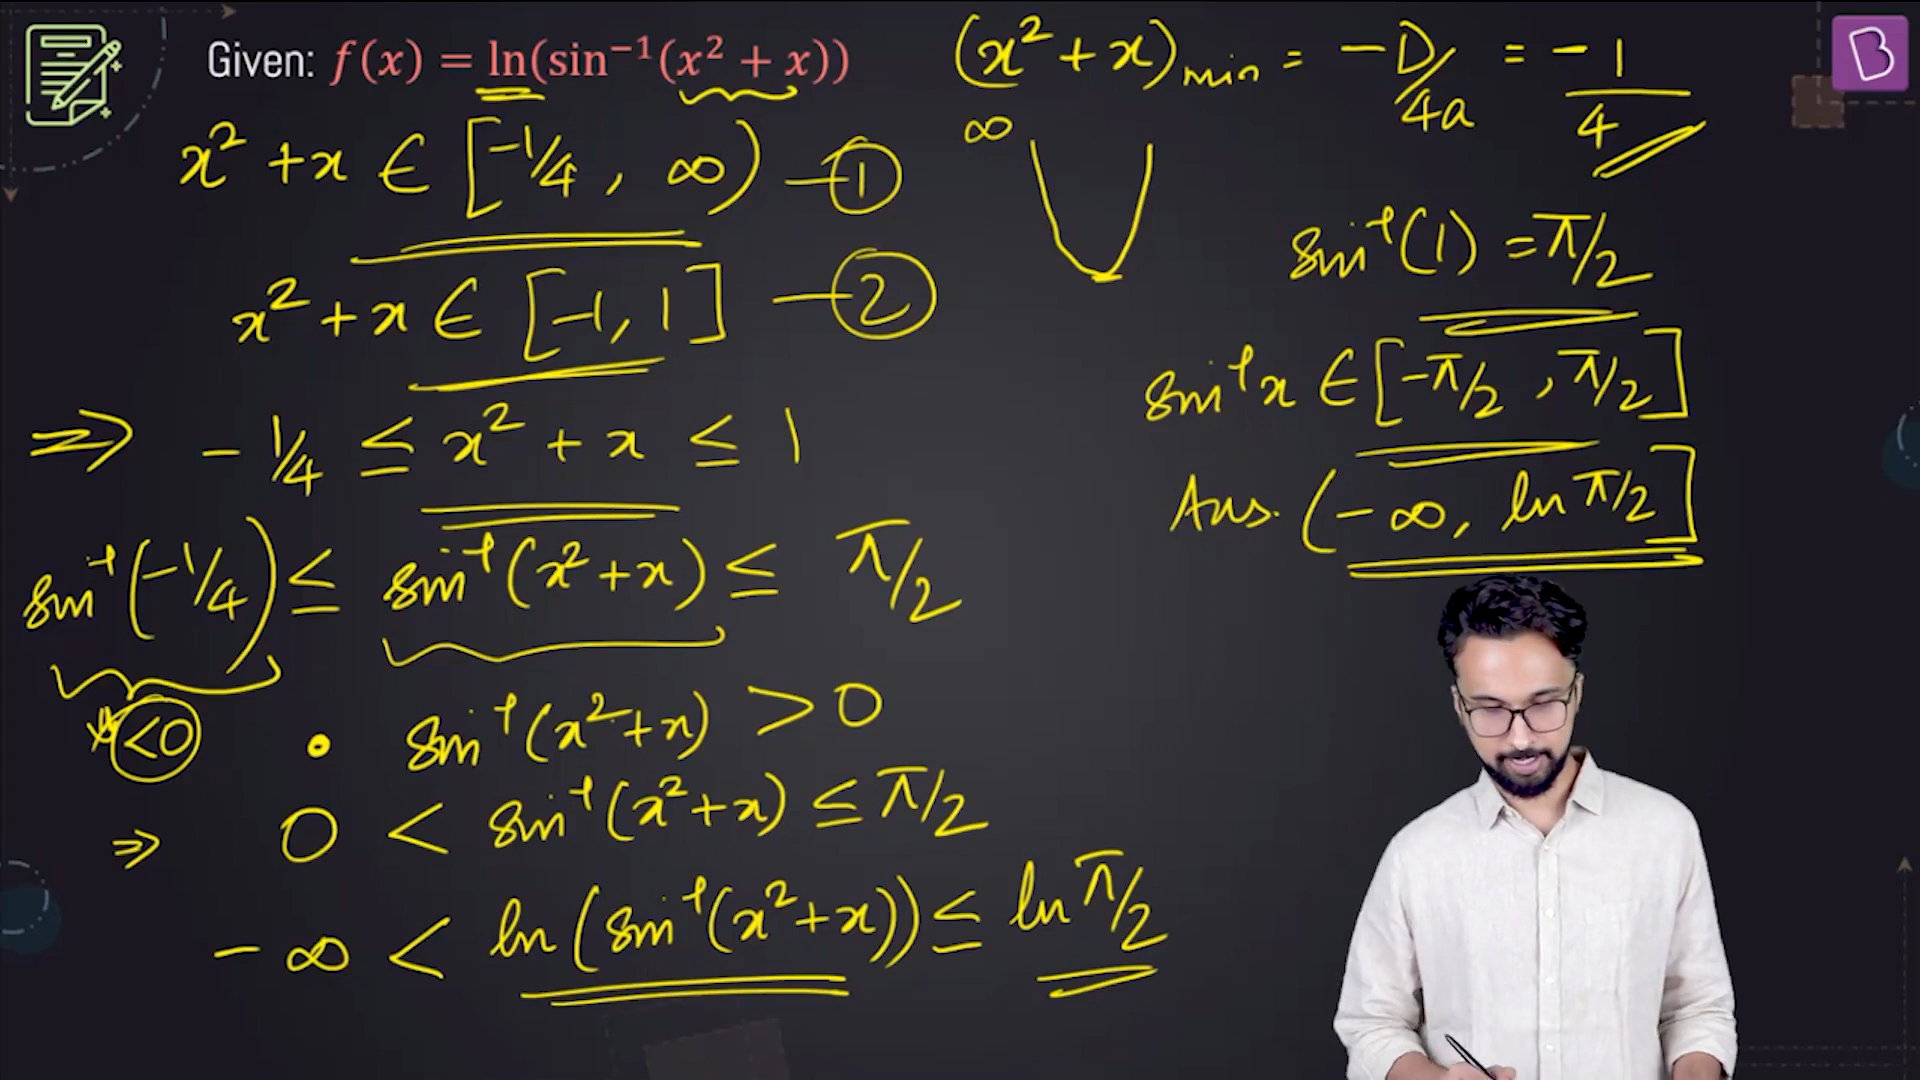 Given: f(x) = ln(sin⁻¹(x² + x))
x² + x ∈ [-1/4, ∞) — ①
x² + x ∈ [-1, 1] — ②
⇒ -1/4 ≤ x² + x ≤ 1
sin⁻¹(-1/4) ≤ sin⁻¹(x² + x) ≤ π/2
<0 • sin⁻¹(x² + x) > 0
⇒ 0 < sin⁻¹(x² + x) ≤ π/2
-∞ < ln(sin⁻¹(x² + x)) ≤ ln π/2
(x² + x)min = -D/4a = -1/4
∞
sin⁻¹(1) = π/2
sin⁻¹x ∈ [-π/2, π/2]
Ans. (-∞, ln π/2]
B